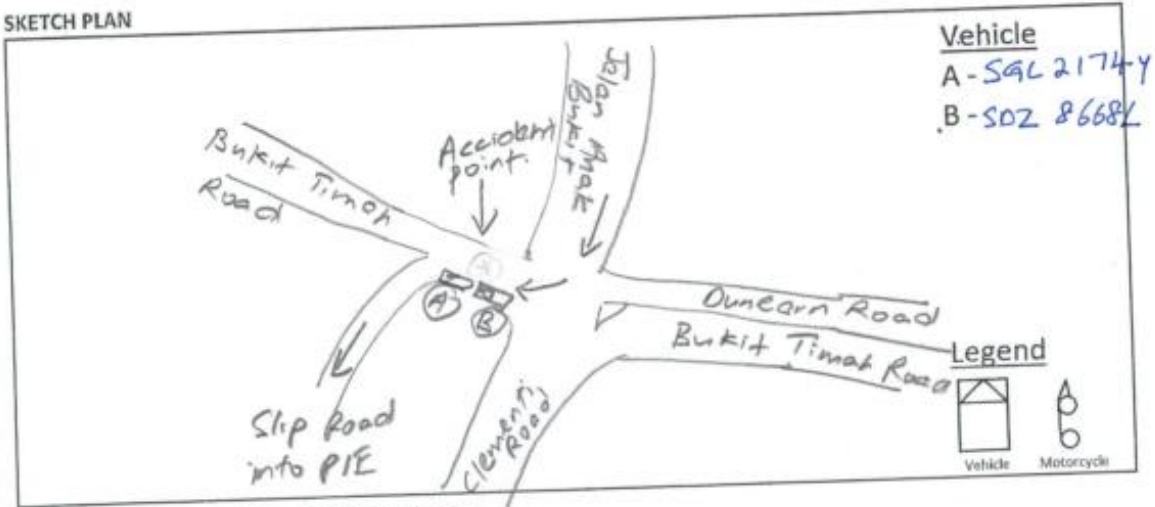 SKETCH PLAN
Vehicle
A - SGL 2174Y
B - SDZ 8668L
Jalan Anak
Bukit
Accident
point.
Bukit Timah
Road
A
B
Dunearn Road
Bukit Timah Road
Slip Road
into PIE
Clementi
Road
Legend
Vehicle
Motorcycle